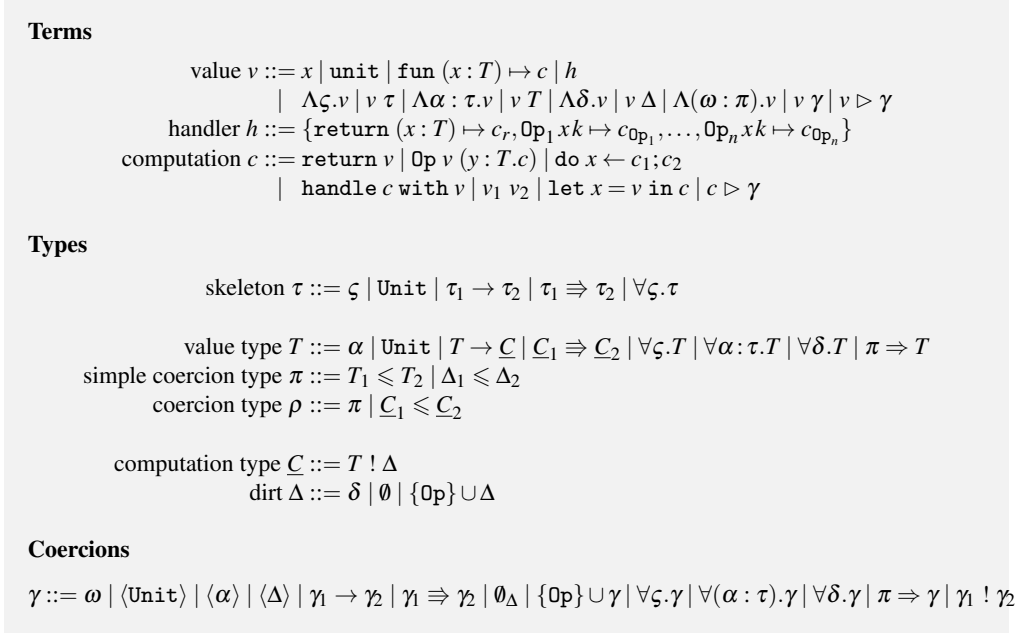 Terms
value v ::= x | unit | fun (x : T) ↦ c | h
| Λς.v | v τ | Λα : τ.v | v T | Λδ.v | v Δ | Λ(ω : π).v | v γ | v ▷ γ
handler h ::= {return (x : T) ↦ c_r, Op₁ x k ↦ c_Op₁, …, Opₙ x k ↦ c_Opₙ}
computation c ::= return v | Op v (y : T.c) | do x ← c₁; c₂
| handle c with v | v₁ v₂ | let x = v in c | c ▷ γ
Types
skeleton τ ::= ς | Unit | τ₁ → τ₂ | τ₁ ⇛ τ₂ | ∀ς.τ
value type T ::= α | Unit | T → C̲ | C̲₁ ⇛ C̲₂ | ∀ς.T | ∀α : τ.T | ∀δ.T | π ⇒ T
simple coercion type π ::= T₁ ⩽ T₂ | Δ₁ ⩽ Δ₂
coercion type ρ ::= π | C̲₁ ⩽ C̲₂
computation type C̲ ::= T ! Δ
dirt Δ ::= δ | ∅ | {Op} ∪ Δ
Coercions
γ ::= ω | ⟨Unit⟩ | ⟨α⟩ | ⟨Δ⟩ | γ₁ → γ₂ | γ₁ ⇛ γ₂ | ∅_Δ | {Op} ∪ γ | ∀ς.γ | ∀(α : τ).γ | ∀δ.γ | π ⇒ γ | γ₁ ! γ₂